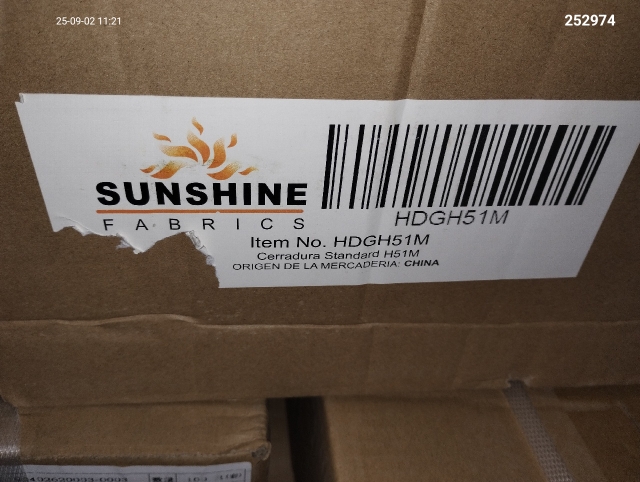 25-09-02 11:21
252974
SUNSHINE
FABRICS
HDGH51M
Item No. HDGH51M
Cerradura Standard H51M
ORIGEN DE LA MERCADERIA: CHINA